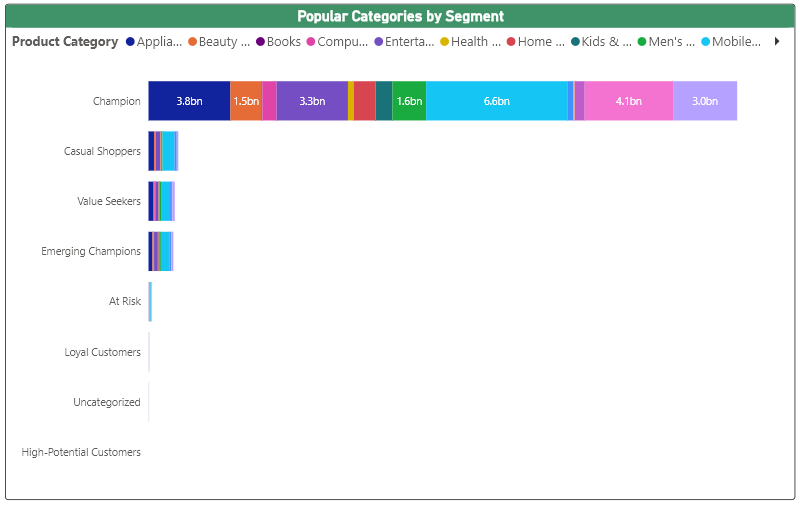 Popular Categories by Segment
Product Category Applia... Beauty ... Books Compu... Enterta... Health ... Home ... Kids & ... Men's ... Mobile...
Champion 3.8bn 1.5bn 3.3bn 1.6bn 6.6bn 4.1bn 3.0bn
Casual Shoppers
Value Seekers
Emerging Champions
At Risk
Loyal Customers
Uncategorized
High-Potential Customers